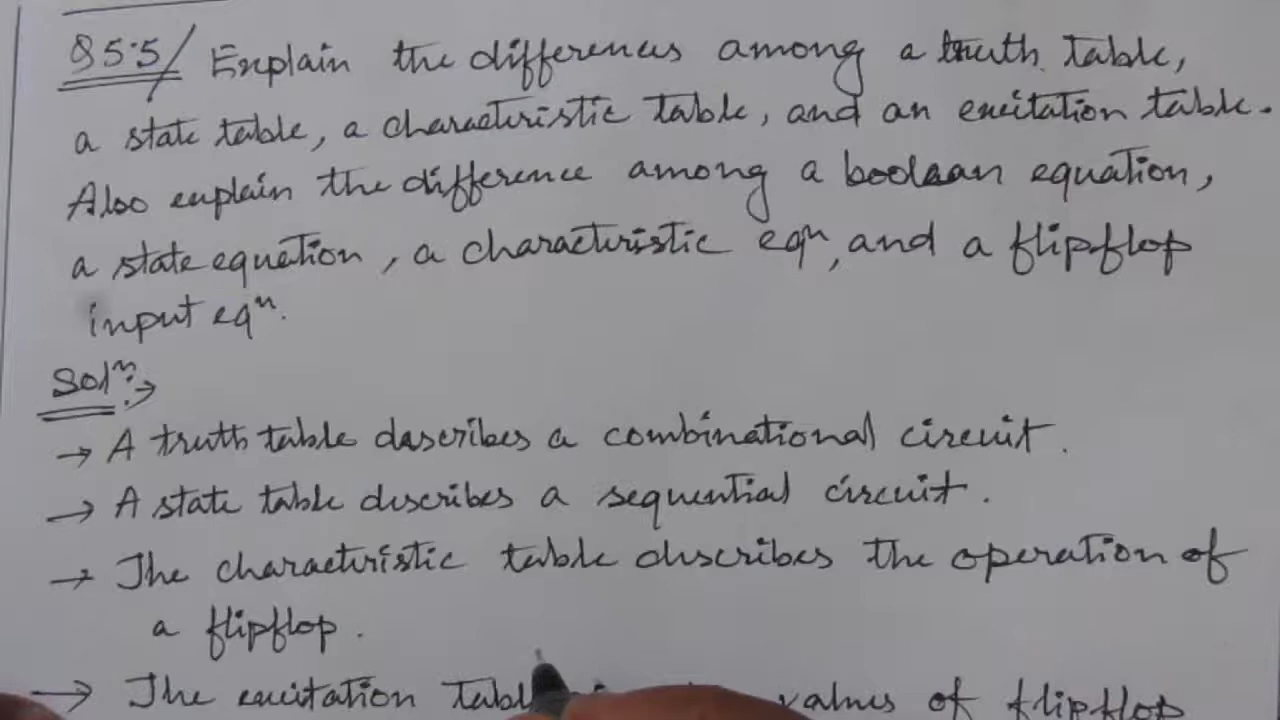 Q5.5/ Explain the differences among a truth table,
a state table, a characteristic table, and an excitation table.
Also explain the difference among a boolean equation,
a state equation, a characteristic eqⁿ, and a flipflop
input eqⁿ.
Solⁿ:→
→ A truth table describes a combinational circuit.
→ A state table describes a sequential circuit.
→ The characteristic table describes the operation of
a flipflop.
→ The excitation tabl values of flipflop